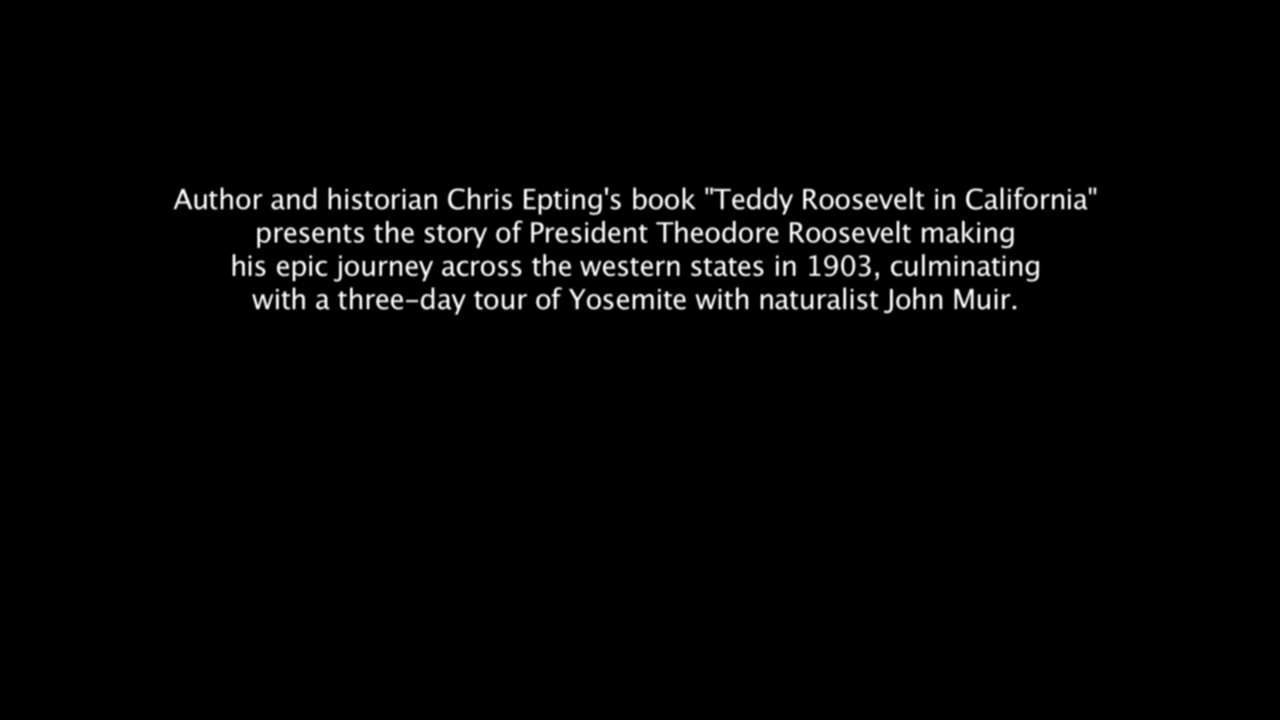 Author and historian Chris Epting's book "Teddy Roosevelt in California"
presents the story of President Theodore Roosevelt making
his epic journey across the western states in 1903, culminating
with a three-day tour of Yosemite with naturalist John Muir.